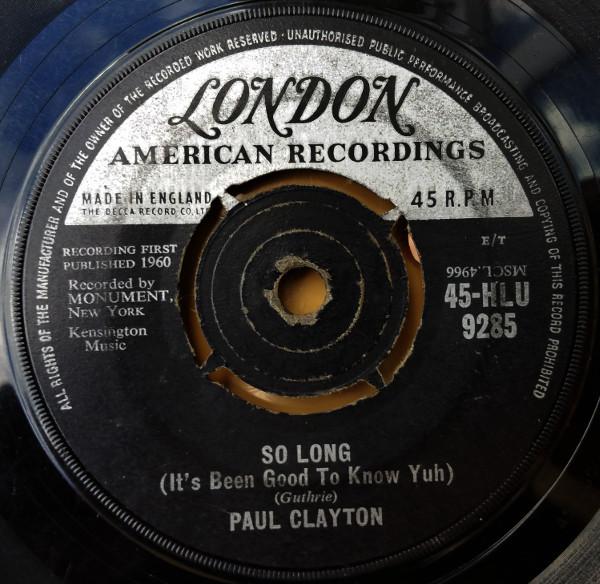 ALL RIGHTS OF THE MANUFACTURER AND OF THE OWNER OF THE RECORDED WORK RESERVED · UNAUTHORISED PUBLIC PERFORMANCE BROADCASTING AND COPYING OF THIS RECORD PROHIBITED
LONDON
AMERICAN RECORDINGS
MADE IN ENGLAND
THE DECCA RECORD CO. LTD
45 R.P.M
RECORDING FIRST
PUBLISHED 1960
Recorded by
MONUMENT,
NEW YORK
Kensington
Music
E/T
MSCL.4966
45-HLU
9285
SO LONG
(It's Been Good To Know Yuh)
(Guthrie)
PAUL CLAYTON